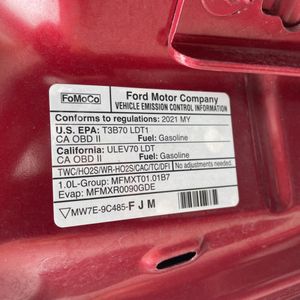 FoMoCo
Ford Motor Company
VEHICLE EMISSION CONTROL INFORMATION
Conforms to regulations: 2021 MY
U.S. EPA: T3B70 LDT1
CA OBD II Fuel: Gasoline
California: ULEV70 LDT
CA OBD II Fuel: Gasoline
TWC/HO2S/WR-HO2S/CAC/TC/DFI
No Adjustments Needed
1.0L-Group: MFMXT01.01B7
Evap: MFMXR0090GDE
MW7E-9C485-F J M